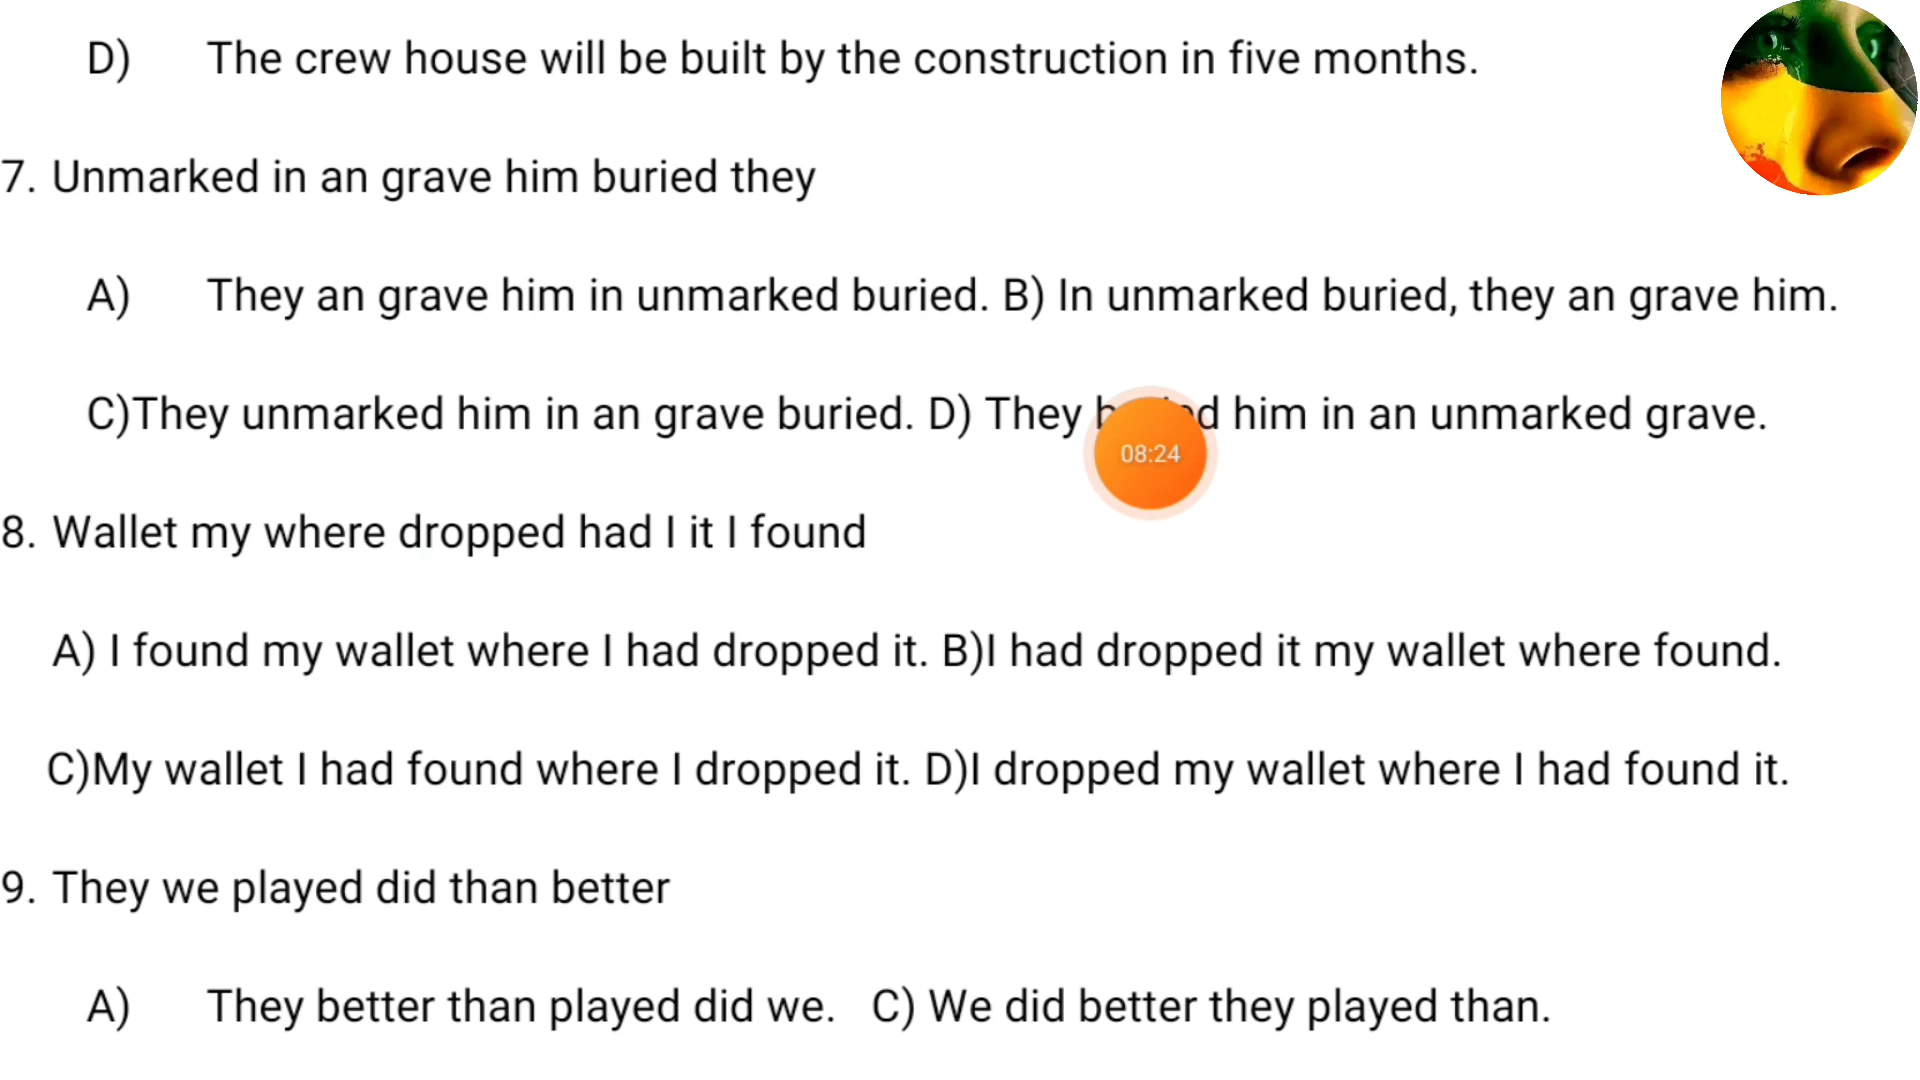 D) The crew house will be built by the construction in five months.
7. Unmarked in an grave him buried they
A) They an grave him in unmarked buried. B) In unmarked buried, they an grave him.
C)They unmarked him in an grave buried. D) They him in an unmarked grave.
08:24
8. Wallet my where dropped had I it I found
A) I found my wallet where I had dropped it. B)I had dropped it my wallet where found.
C)My wallet I had found where I dropped it. D)I dropped my wallet where I had found it.
9. They we played did than better
A) They better than played did we. C) We did better they played than.